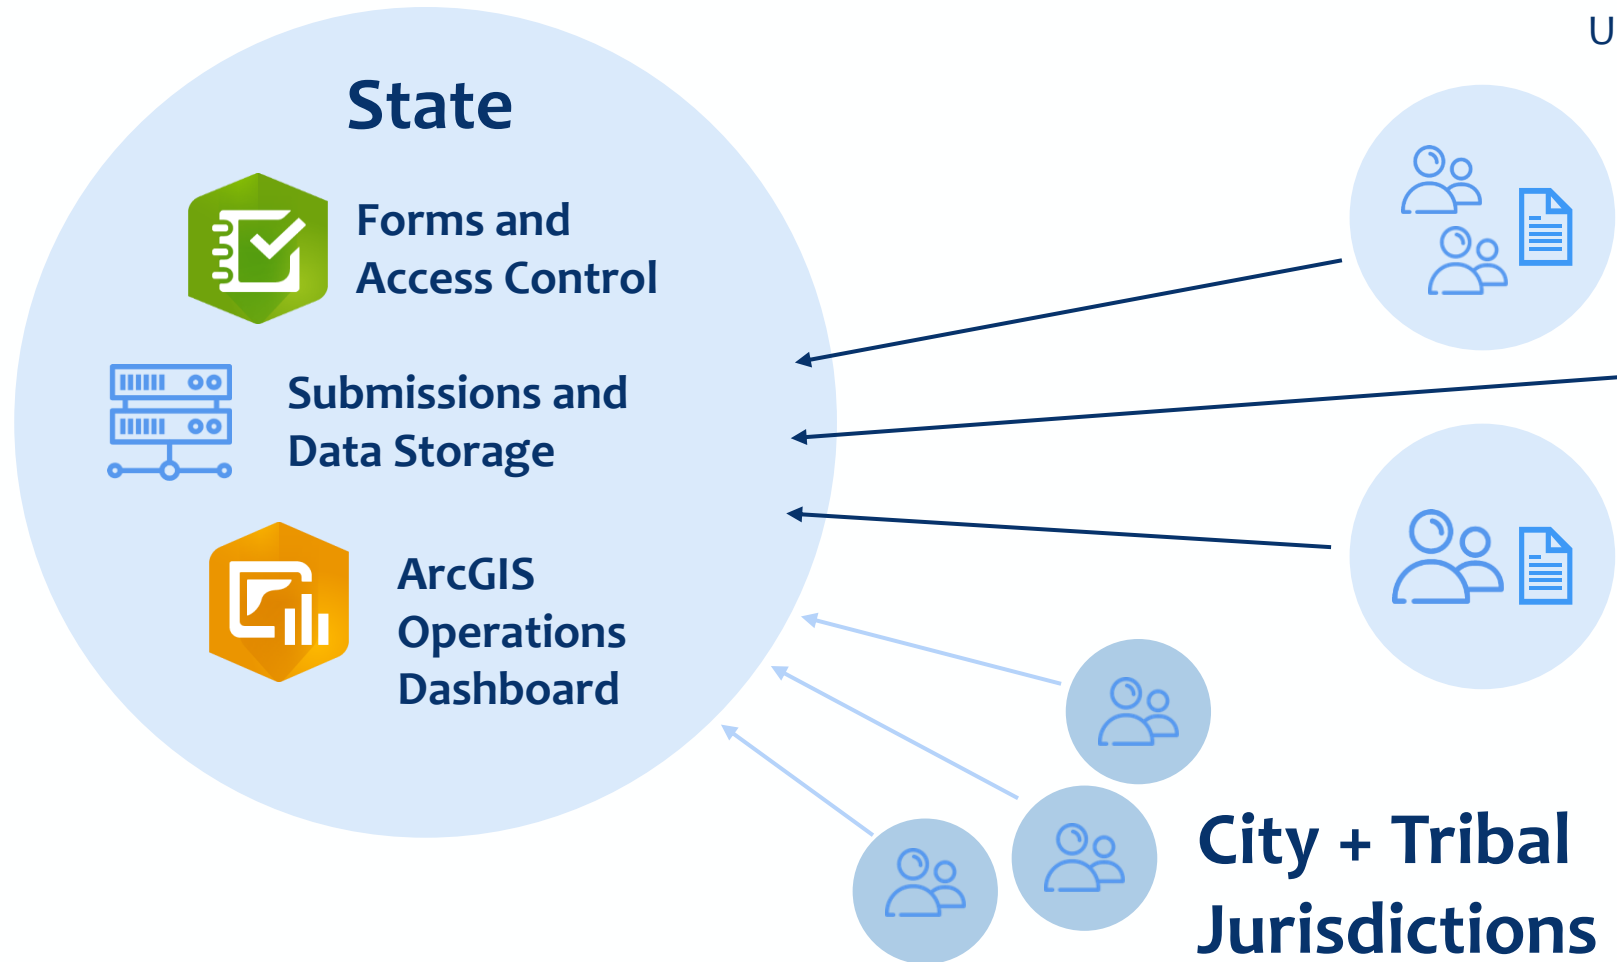 U
State
Forms and
Access Control
Submissions and
Data Storage
ArcGIS
Operations
Dashboard
City + Tribal
Jurisdictions